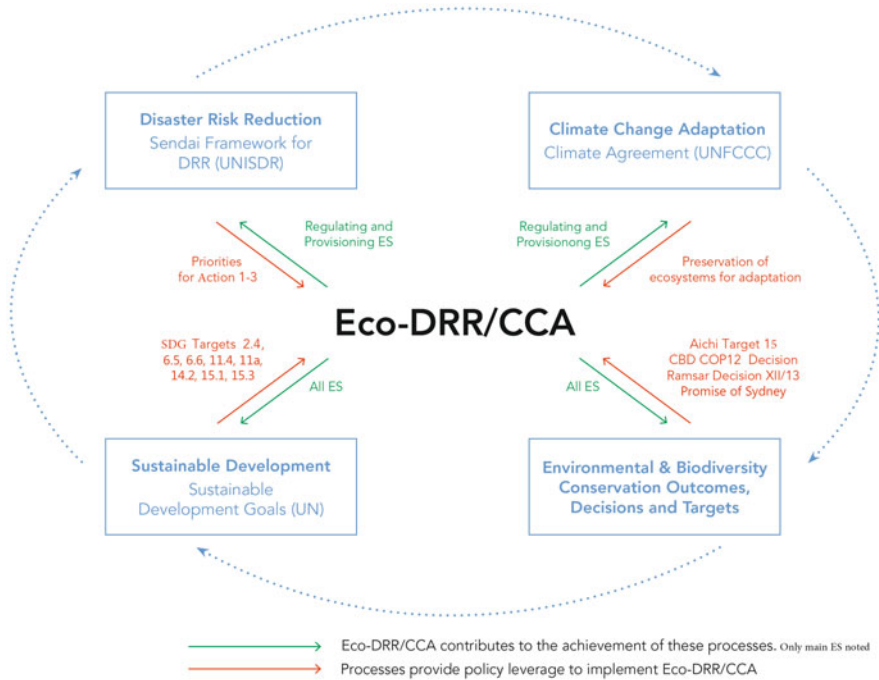 Disaster Risk Reduction
Sendai Framework for
DRR (UNISDR)
Climate Change Adaptation
Climate Agreement (UNFCCC)
Regulating and
Provisioning ES
Priorities
for Action 1-3
Regulating and
Provisionong ES
Preservation of
ecosystems for adaptation
Eco-DRR/CCA
SDG Targets 2.4,
6.5, 6.6, 11.4, 11a,
14.2, 15.1, 15.3
All ES
All ES
Aichi Target 15
CBD COP12 Decision
Ramsar Decision XII/13
Promise of Sydney
Sustainable Development
Sustainable
Development Goals (UN)
Environmental & Biodiversity
Conservation Outcomes,
Decisions and Targets
Eco-DRR/CCA contributes to the achievement of these processes. Only main ES noted
Processes provide policy leverage to implement Eco-DRR/CCA